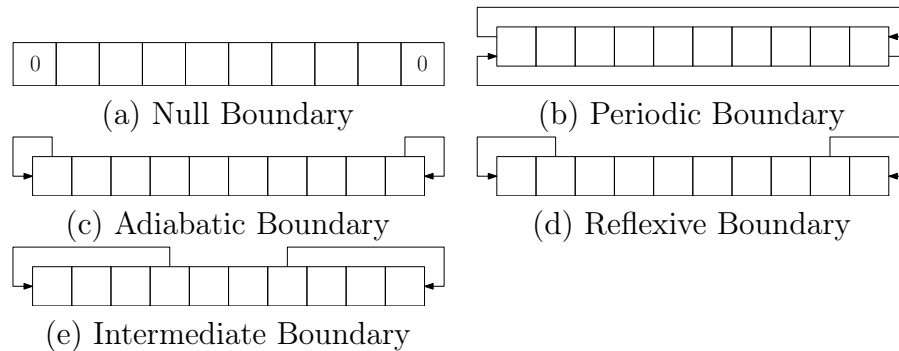 0 0
(a) Null Boundary
(b) Periodic Boundary
(c) Adiabatic Boundary
(d) Reflexive Boundary
(e) Intermediate Boundary